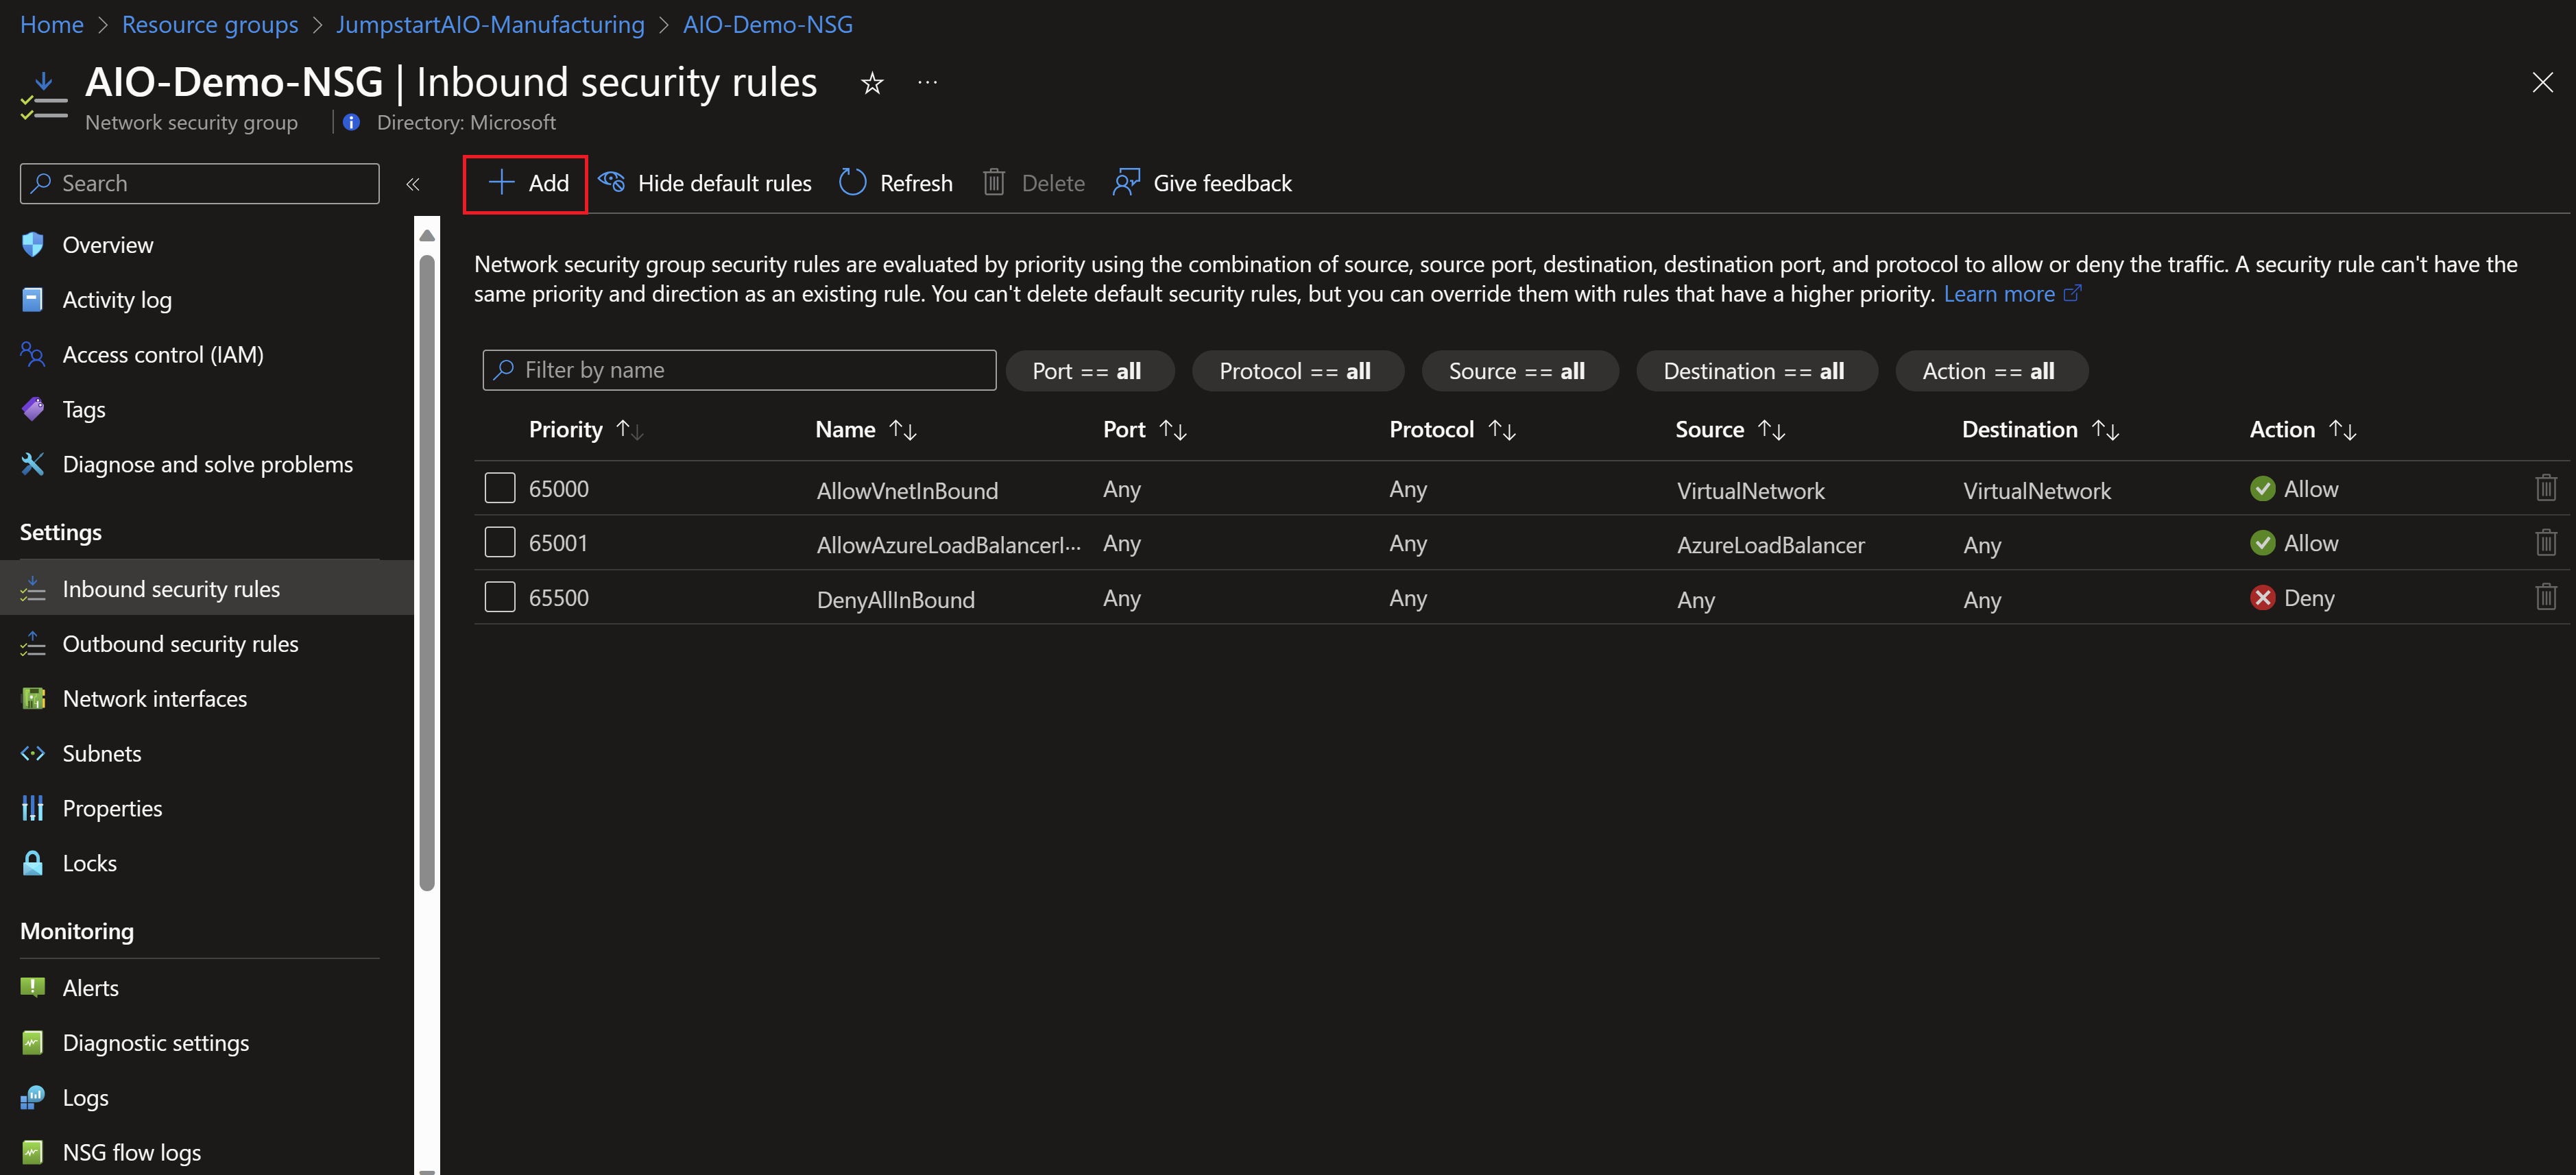 Home > Resource groups > JumpstartAIO-Manufacturing > AIO-Demo-NSG
AIO-Demo-NSG | Inbound security rules ☆ ...
Network security group | Directory: Microsoft
Search «
Overview
Activity log
Access control (IAM)
Tags
Diagnose and solve problems
Settings
Inbound security rules
Outbound security rules
Network interfaces
Subnets
Properties
Locks
Monitoring
Alerts
Diagnostic settings
Logs
NSG flow logs
+ Add Hide default rules Refresh Delete Give feedback
Network security group security rules are evaluated by priority using the combination of source, source port, destination, destination port, and protocol to allow or deny the traffic. A security rule can't have the
same priority and direction as an existing rule. You can't delete default security rules, but you can override them with rules that have a higher priority. Learn more
Filter by name Port == all Protocol == all Source == all Destination == all Action == all
Priority ↑↓ Name ↑↓ Port ↑↓ Protocol ↑↓ Source ↑↓ Destination ↑↓ Action ↑↓
65000 AllowVnetInBound Any Any VirtualNetwork VirtualNetwork Allow
65001 AllowAzureLoadBalancerI... Any Any AzureLoadBalancer Any Allow
65500 DenyAllInBound Any Any Any Any Deny